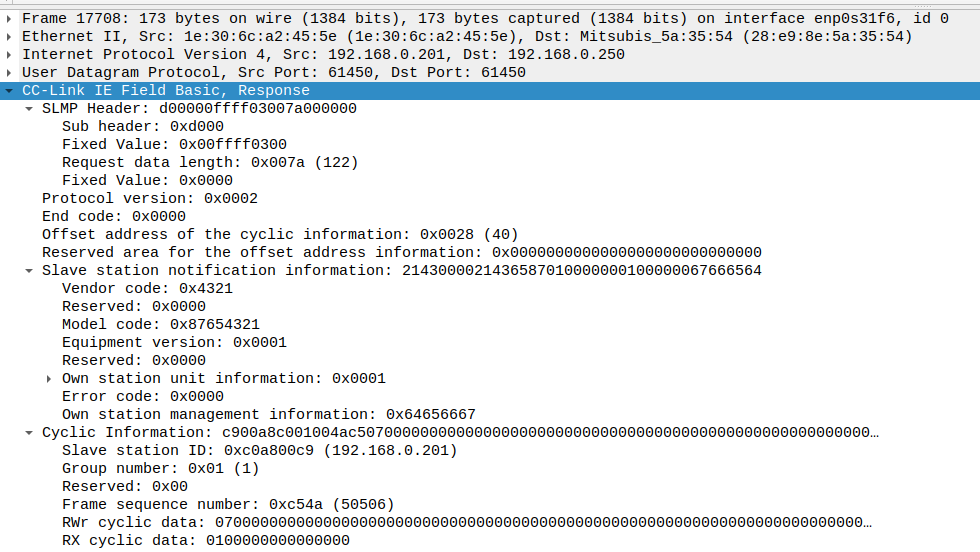 Frame 17708: 173 bytes on wire (1384 bits), 173 bytes captured (1384 bits) on interface enp0s31f6, id 0
Ethernet II, Src: 1e:30:6c:a2:45:5e (1e:30:6c:a2:45:5e), Dst: Mitsubis_5a:35:54 (28:e9:8e:5a:35:54)
Internet Protocol Version 4, Src: 192.168.0.201, Dst: 192.168.0.250
User Datagram Protocol, Src Port: 61450, Dst Port: 61450
CC-Link IE Field Basic, Response
SLMP Header: d00000ffff03007a000000
Sub header: 0xd000
Fixed Value: 0x00ffff0300
Request data length: 0x007a (122)
Fixed Value: 0x0000
Protocol version: 0x0002
End code: 0x0000
Offset address of the cyclic information: 0x0028 (40)
Reserved area for the offset address information: 0x0000000000000000000000000000
Slave station notification information: 2143000021436587010000000100000067666564
Vendor code: 0x4321
Reserved: 0x0000
Model code: 0x87654321
Equipment version: 0x0001
Reserved: 0x0000
Own station unit information: 0x0001
Error code: 0x0000
Own station management information: 0x64656667
Cyclic Information: c900a8c001004ac507000000000000000000000000000000000000000000000000000000…
Slave station ID: 0xc0a800c9 (192.168.0.201)
Group number: 0x01 (1)
Reserved: 0x00
Frame sequence number: 0xc54a (50506)
RWr cyclic data: 070000000000000000000000000000000000000000000000000000000000000000000000…
RX cyclic data: 0100000000000000